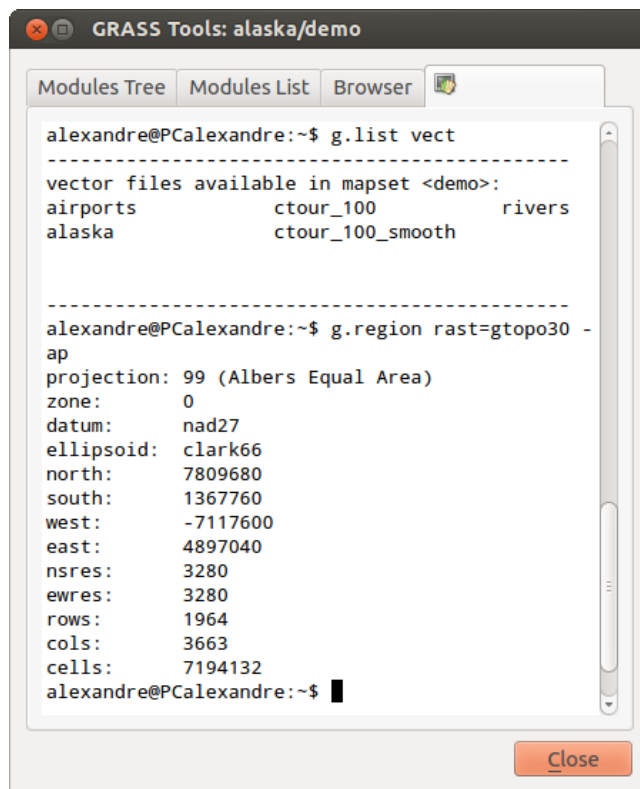 GRASS Tools: alaska/demo
Modules Tree Modules List Browser
alexandre@PCalexandre:~$ g.list vect
----------------------------------------------
vector files available in mapset <demo>:
airports ctour_100 rivers
alaska ctour_100_smooth
----------------------------------------------
alexandre@PCalexandre:~$ g.region rast=gtopo30 -
ap
projection: 99 (Albers Equal Area)
zone: 0
datum: nad27
ellipsoid: clark66
north: 7809680
south: 1367760
west: -7117600
east: 4897040
nsres: 3280
ewres: 3280
rows: 1964
cols: 3663
cells: 7194132
alexandre@PCalexandre:~$
Close